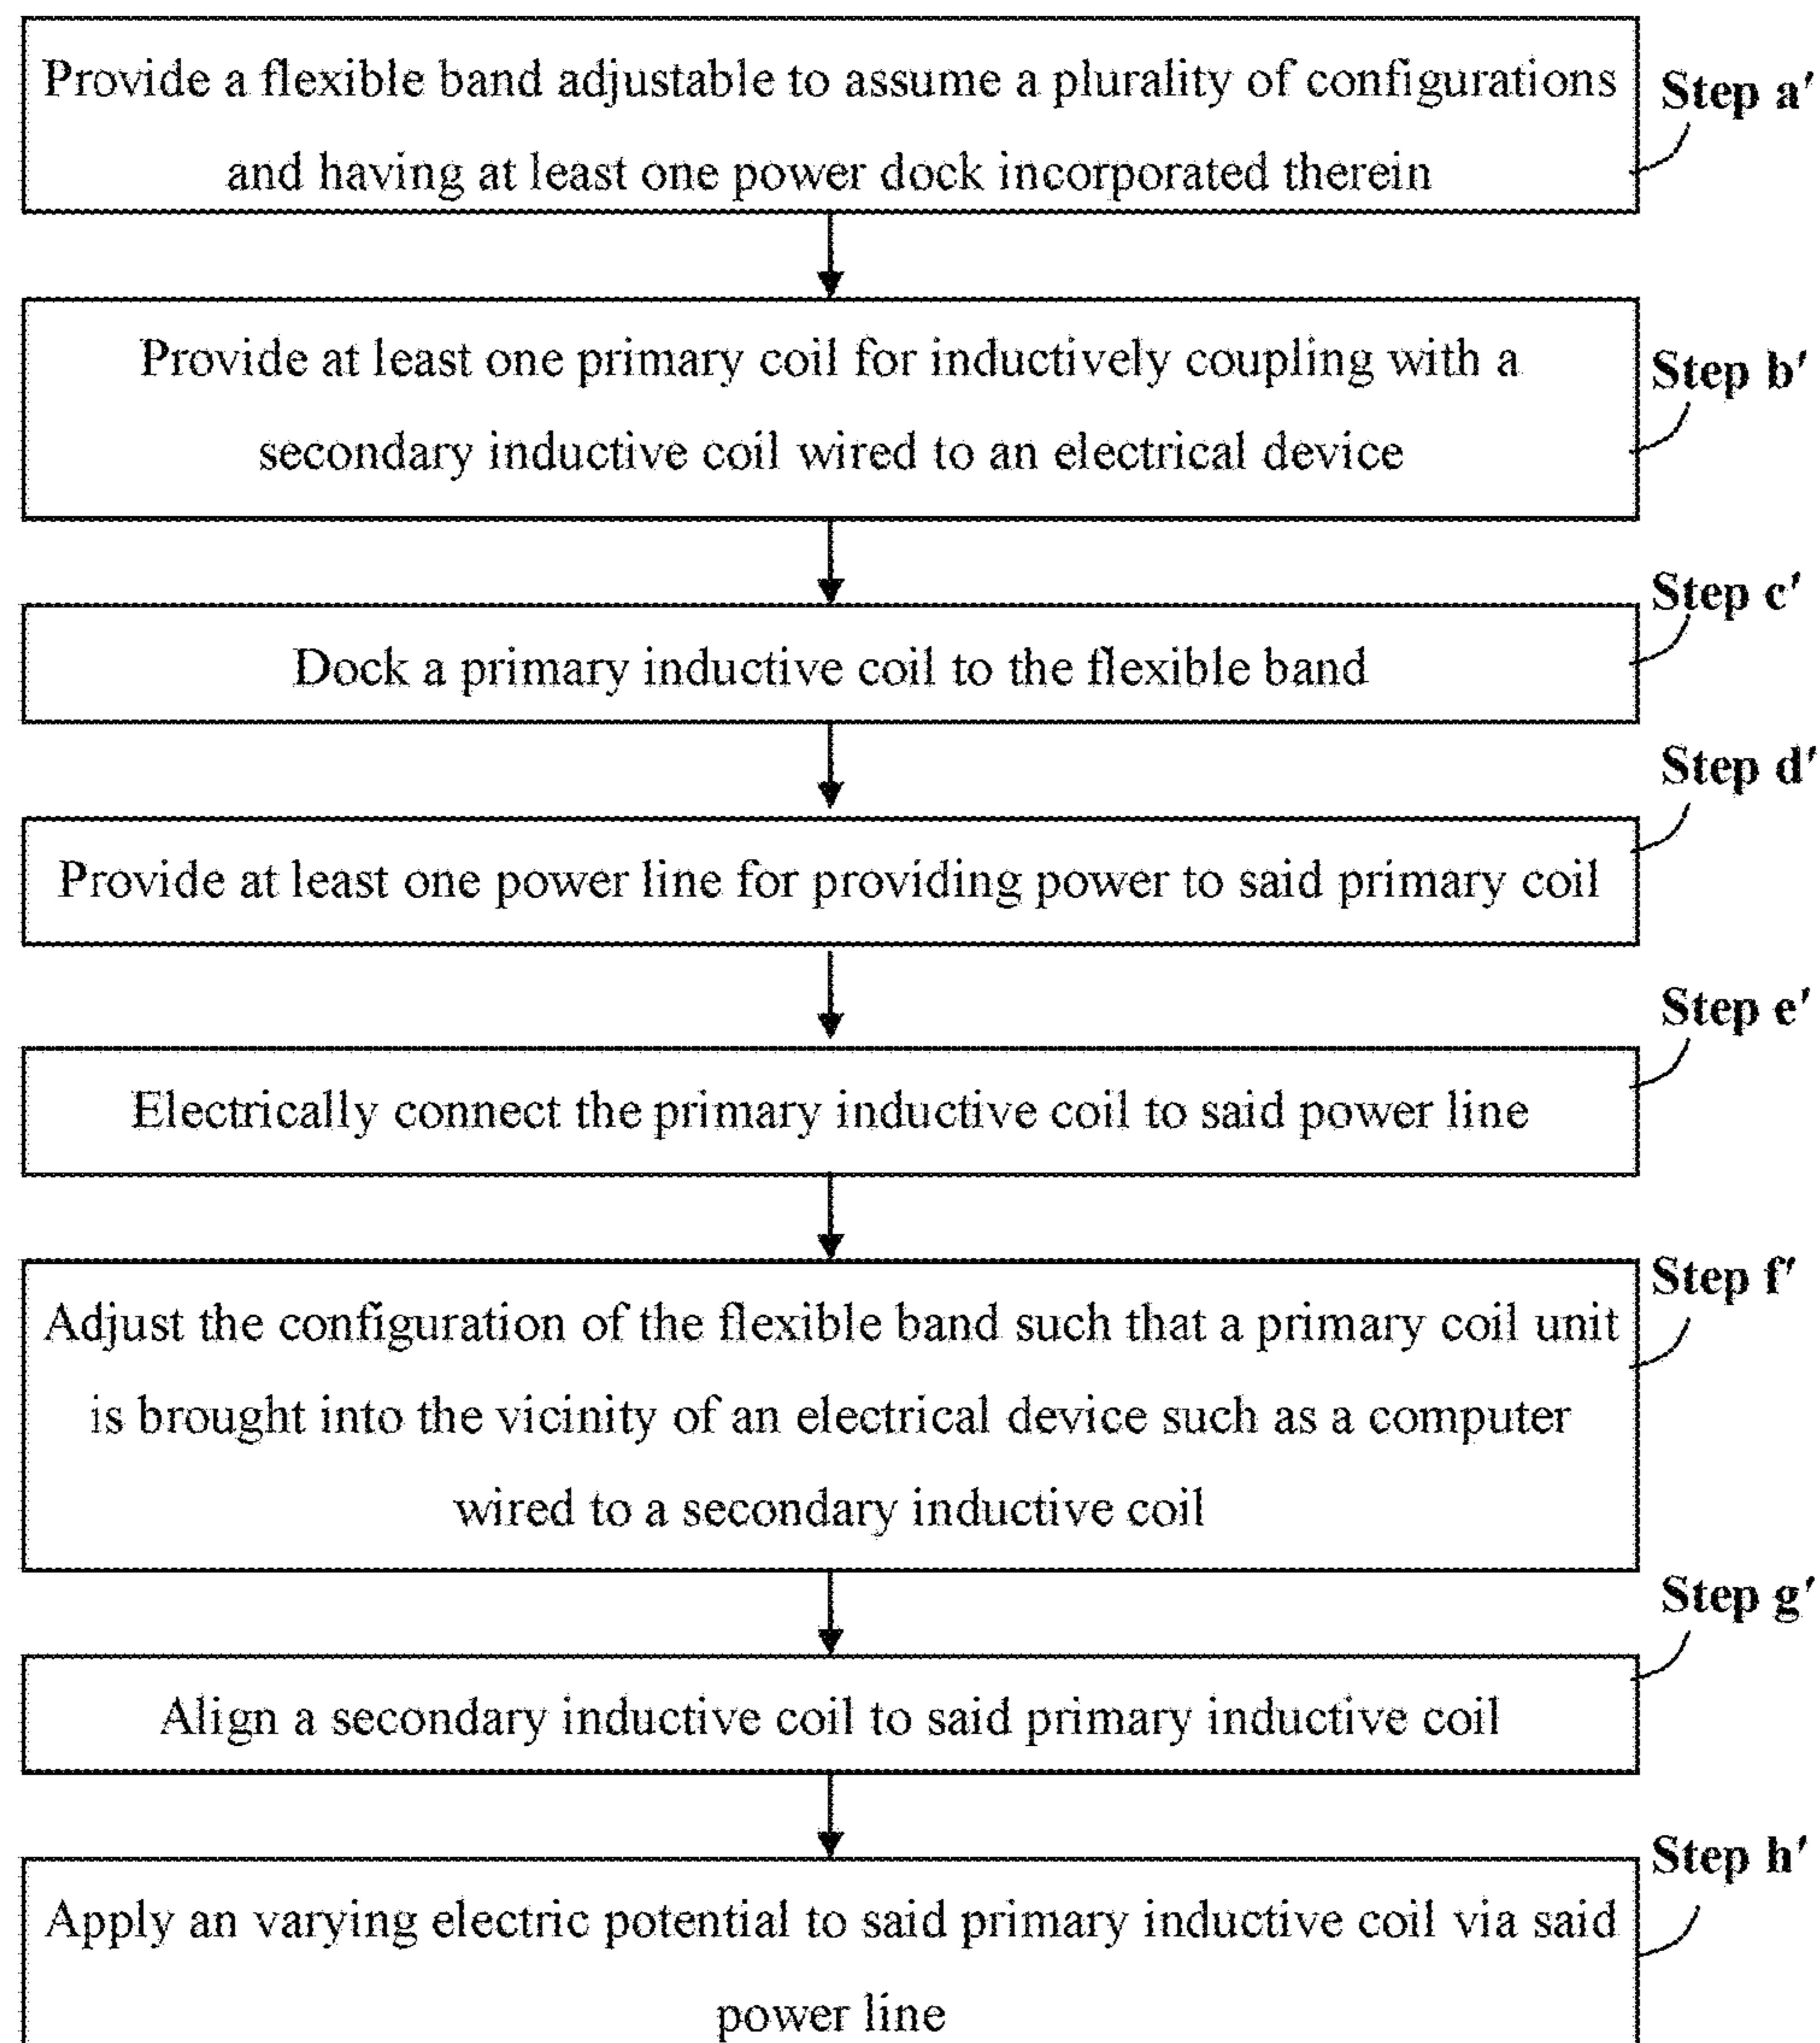 Provide a flexible band adjustable to assume a plurality of configurations
and having at least one power dock incorporated therein
Step a'
Provide at least one primary coil for inductively coupling with a
secondary inductive coil wired to an electrical device
Step b'
Dock a primary inductive coil to the flexible band
Step c'
Provide at least one power line for providing power to said primary coil
Step d'
Electrically connect the primary inductive coil to said power line
Step e'
Adjust the configuration of the flexible band such that a primary coil unit
is brought into the vicinity of an electrical device such as a computer
wired to a secondary inductive coil
Step f'
Align a secondary inductive coil to said primary inductive coil
Step g'
Apply an varying electric potential to said primary inductive coil via said
power line
Step h'